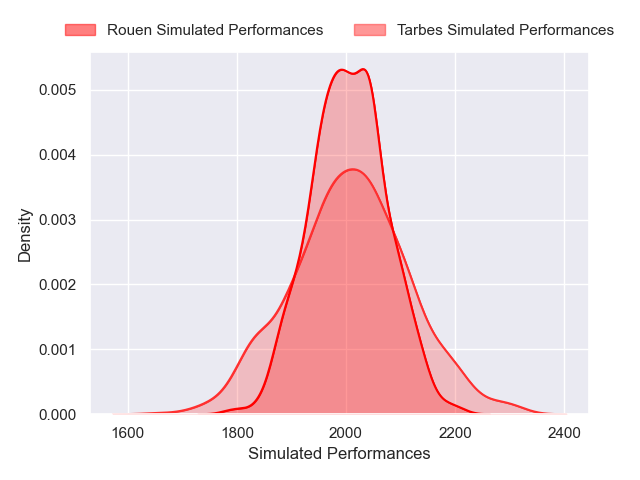 Rouen Simulated Performances Tarbes Simulated Performances
0.005
0.004
0.003
0.002
0.001
0.000
Density
1600 1800 2000 2200 2400
Simulated Performances